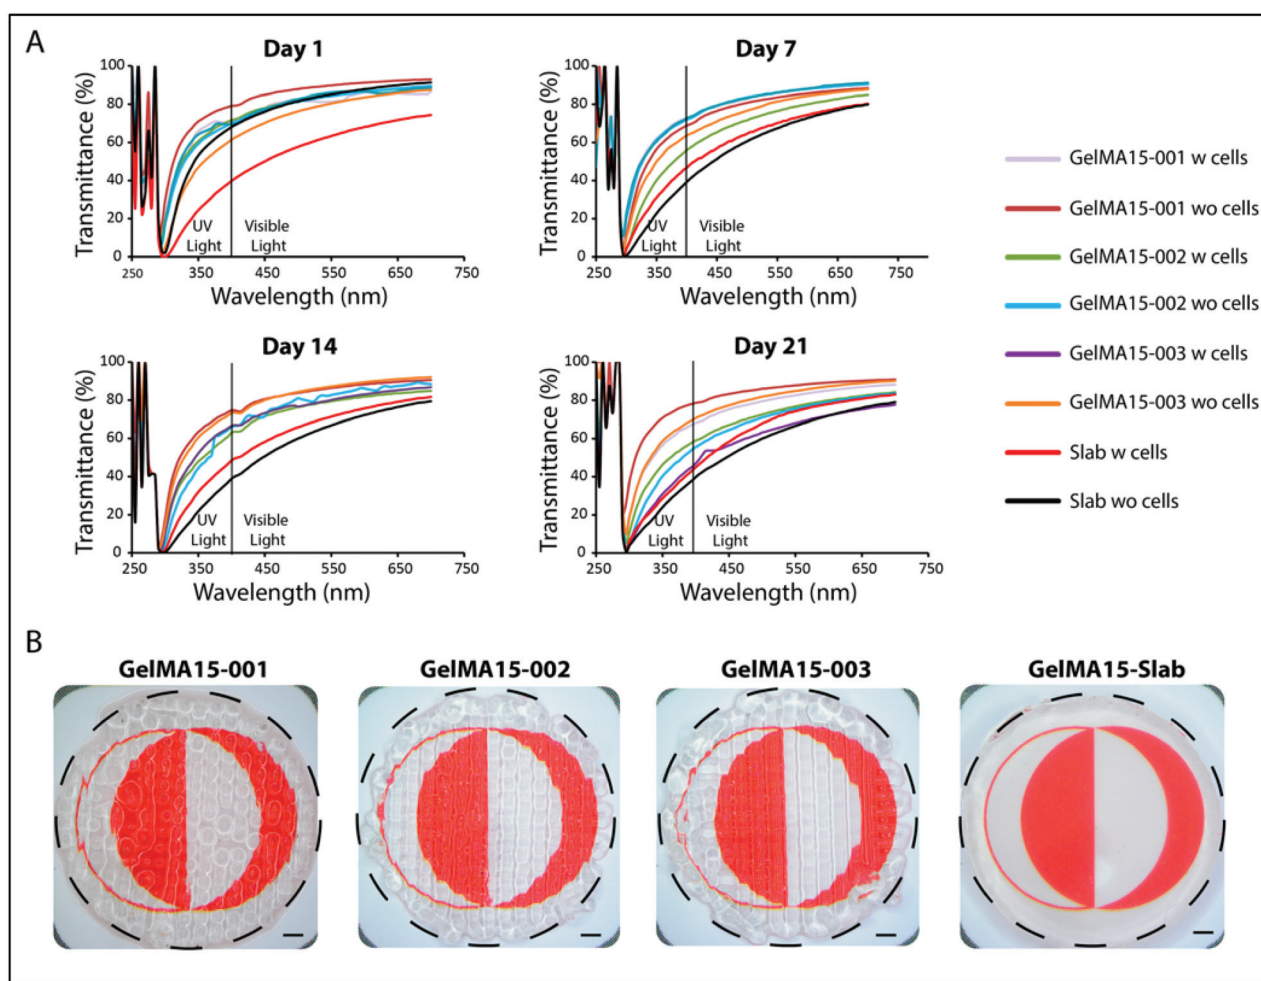 A
Day 1
Transmittance (%)
100
80
60
40
20
0
UV
Light
Visible
Light
250
350
450
550
650
750
Wavelength (nm)
Day 7
Transmittance (%)
100
80
60
40
20
0
UV
Light
Visible
Light
250
350
450
550
650
750
Wavelength (nm)
Day 14
Transmittance (%)
100
80
60
40
20
0
UV
Light
Visible
Light
250
350
450
550
650
750
Wavelength (nm)
Day 21
Transmittance (%)
100
80
60
40
20
0
UV
Light
Visible
Light
250
350
450
550
650
750
Wavelength (nm)
GelMA15-001 w cells
GelMA15-001 wo cells
GelMA15-002 w cells
GelMA15-002 wo cells
GelMA15-003 w cells
GelMA15-003 wo cells
Slab w cells
Slab wo cells
B
GelMA15-001
GelMA15-002
GelMA15-003
GelMA15-Slab